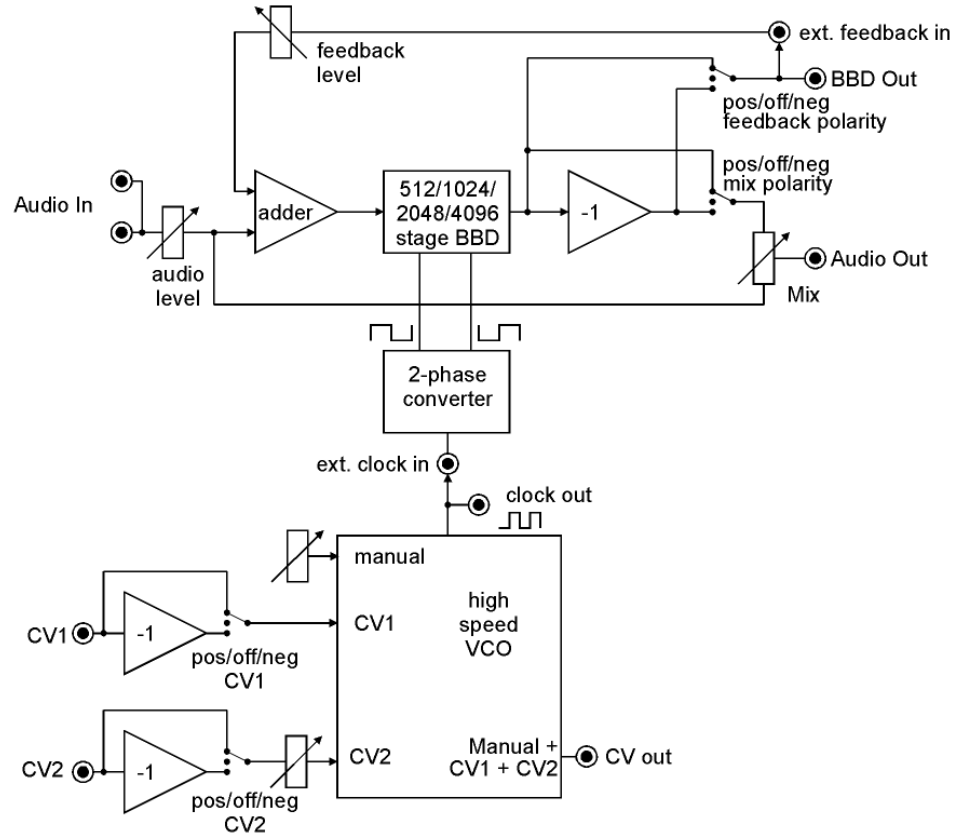 feedback
level
ext. feedback in
BBD Out
pos/off/neg
feedback polarity
pos/off/neg
mix polarity
Audio In
adder
512/1024/
2048/4096
stage BBD
-1
Audio Out
audio
level
Mix
2-phase
converter
ext. clock in
clock out
manual
CV1
-1
pos/off/neg
CV1
CV1
high
speed
VCO
CV2
-1
pos/off/neg
CV2
CV2
Manual +
CV1 + CV2
CV out